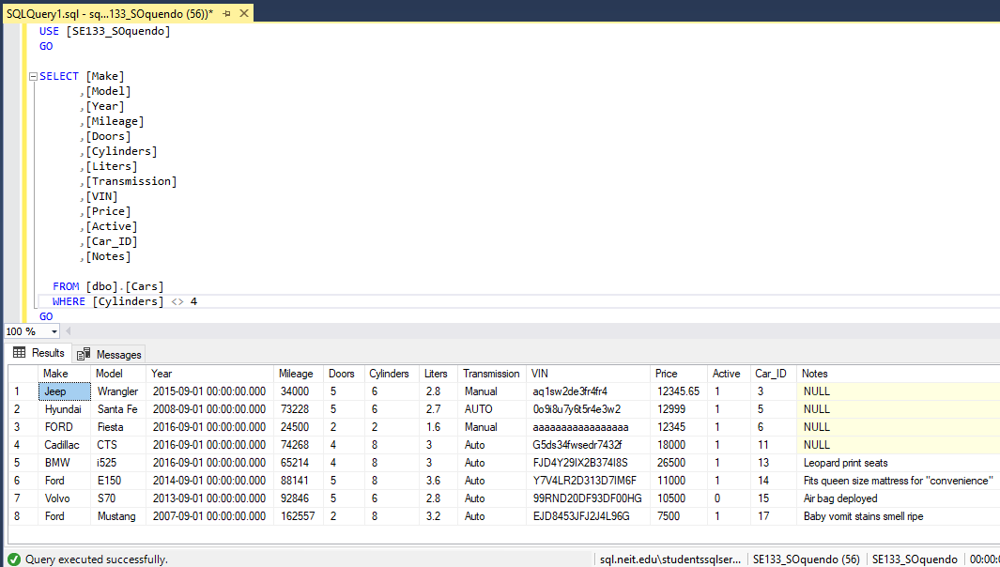 SQLQuery1.sql - sq...133_SOquendo (56))*
USE [SE133_SOquendo]
GO
SELECT [Make]
,[Model]
,[Year]
,[Mileage]
,[Doors]
,[Cylinders]
,[Liters]
,[Transmission]
,[VIN]
,[Price]
,[Active]
,[Car_ID]
,[Notes]
FROM [dbo].[Cars]
WHERE [Cylinders] <> 4
GO
100 %
Results Messages
Make Model Year Mileage Doors Cylinders Liters Transmission VIN Price Active Car_ID Notes
1 Jeep Wrangler 2015-09-01 00:00:00.000 34000 5 6 2.8 Manual aq1sw2de3fr4fr4 12345.65 1 3 NULL
2 Hyundai Santa Fe 2008-09-01 00:00:00.000 73228 5 6 2.7 AUTO 0o9i8u7y6t5r4e3w2 12999 1 5 NULL
3 FORD Fiesta 2016-09-01 00:00:00.000 24500 2 2 1.6 Manual aaaaaaaaaaaaaaaaa 12345 1 6 NULL
4 Cadillac CTS 2016-09-01 00:00:00.000 74268 4 8 3 Auto G5ds34fwsedr7432f 18000 1 11 NULL
5 BMW i525 2016-09-01 00:00:00.000 65214 4 8 3 Auto FJD4Y29IX2B374I8S 26500 1 13 Leopard print seats
6 Ford E150 2014-09-01 00:00:00.000 88141 5 8 3.6 Auto Y7V4LR2D313D7IM6F 11000 1 14 Fits queen size mattress for "convenience"
7 Volvo S70 2013-09-01 00:00:00.000 92846 5 6 2.8 Auto 99RND20DF93DF00HG 10500 0 15 Air bag deployed
8 Ford Mustang 2007-09-01 00:00:00.000 162557 2 8 3.2 Auto EJD8453JFJ2J4L96G 7500 1 17 Baby vomit stains smell ripe
Query executed successfully. sql.neit.edu\studentssqlser... SE133_SOquendo (56) SE133_SOquendo 00:00: